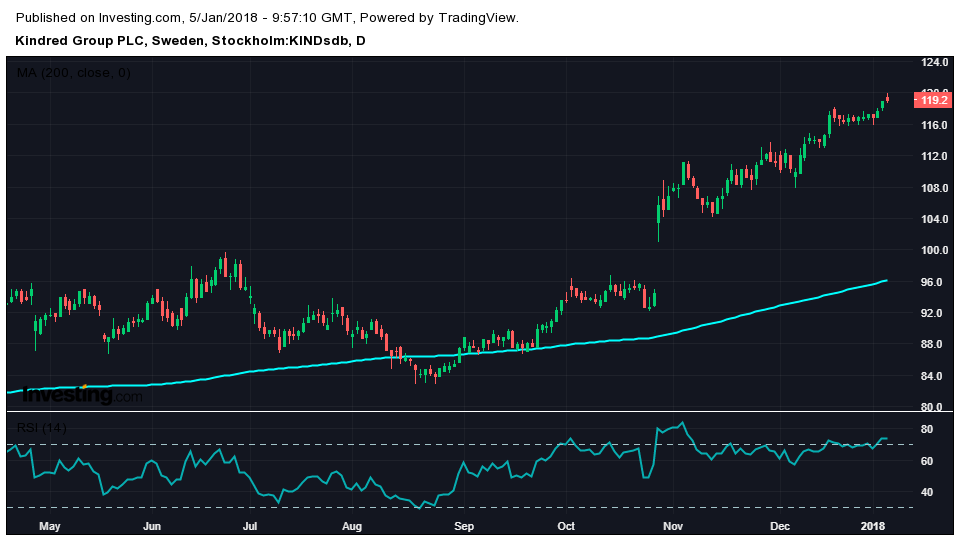 Published on Investing.com, 5/Jan/2018 - 9:57:10 GMT, Powered by TradingView.
Kindred Group PLC, Sweden, Stockholm:KINDsdb, D
MA (200, close, 0)
124.0
120.0
119.2
116.0
112.0
108.0
104.0
100.0
96.0
92.0
88.0
84.0
80.0
Investing.com
RSI (14)
80
60
40
May Jun Jul Aug Sep Oct Nov Dec 2018